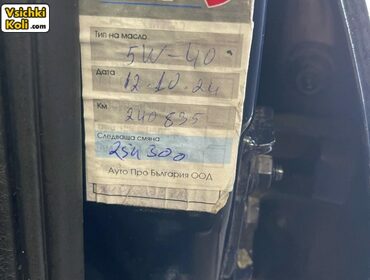 Vsichki
Koli.com
Тип на масло
5W-40
Дата
12.10.24
Км
240 835
Следваща смяна
254 300
Ауто Про България ООД